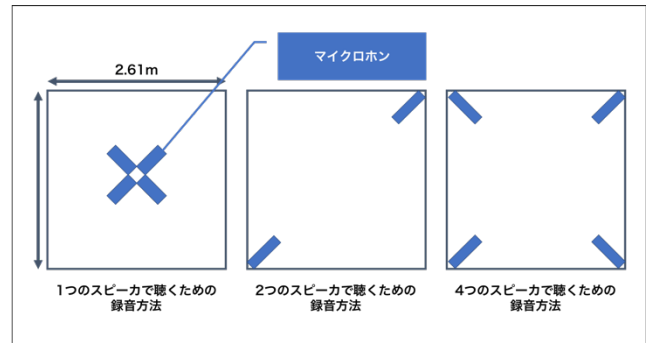 マイクロホン
2.61m
1つのスピーカで聴くための
録音方法
2つのスピーカで聴くための
録音方法
4つのスピーカで聴くための
録音方法